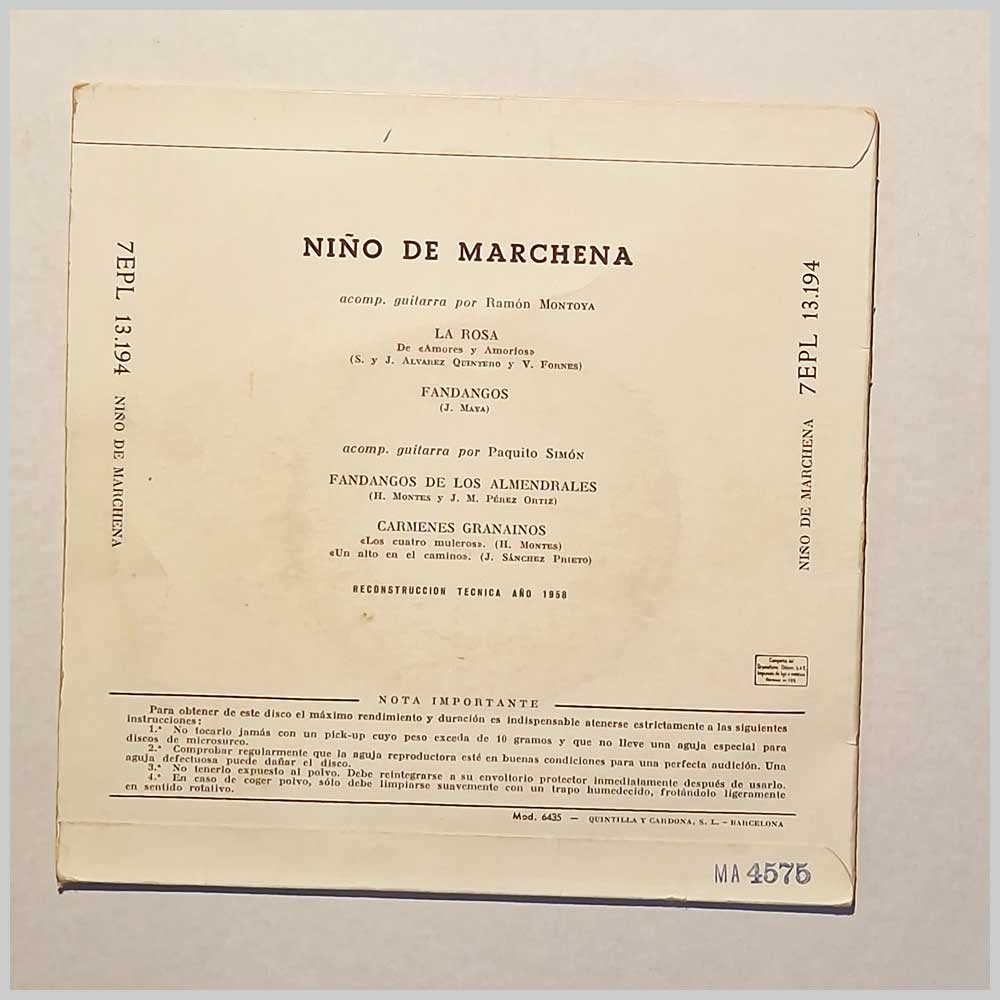 NIÑO DE MARCHENA
acomp. guitarra por Ramón MONTOYA
LA ROSA
De «Amores y Amoríos»
(S. y J. ALVAREZ QUINTERO y V. FORNES)
FANDANGOS
(J. MAYA)
acomp. guitarra por Paquito SIMÓN
FANDANGOS DE LOS ALMENDRALES
(H. MONTES y J. M. PÉREZ ORTIZ)
CARMENES GRANAINOS
«Los cuatro muleros». (H. MONTES)
«Un alto en el camino». (J. SÁNCHEZ PRIETO)
RECONSTRUCCION TECNICA AÑO 1958
7EPL 13.194 NIÑO DE MARCHENA
NIÑO DE MARCHENA 7EPL 13.194
Compañía del
Gramófono Odeon, S.A.E.
NOTA IMPORTANTE
Para obtener de este disco el máximo rendimiento y duración es indispensable atenerse estrictamente a las siguientes
instrucciones:
1.ª No tocarlo jamás con un pick-up cuyo peso exceda de 10 gramos y que no lleve una aguja especial para
discos de microsurco.
2.ª Comprobar regularmente que la aguja reproductora esté en buenas condiciones para una perfecta audición. Una
aguja defectuosa puede dañar el disco.
3.ª No tenerlo expuesto al polvo. Debe reintegrarse a su envoltorio protector inmediatamente después de usarlo.
4.ª En caso de coger polvo, sólo debe limpiarse suavemente con un trapo humedecido, frotándolo ligeramente
en sentido rotativo.
Mod. 6435 — QUINTILLA Y CARDONA, S. L. - BARCELONA
MA 4575